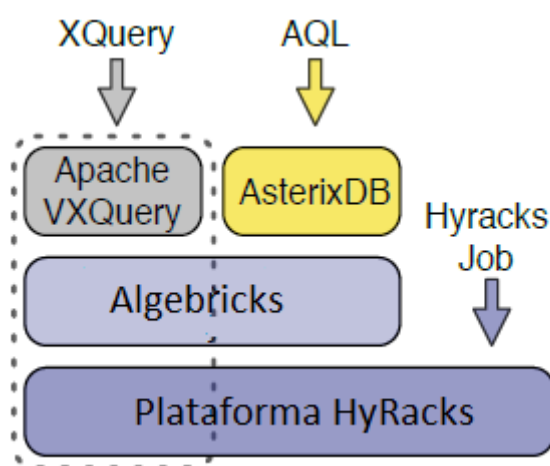 XQuery
AQL
Apache
VXQuery
AsterixDB
Hyracks
Job
Algebricks
Plataforma HyRacks